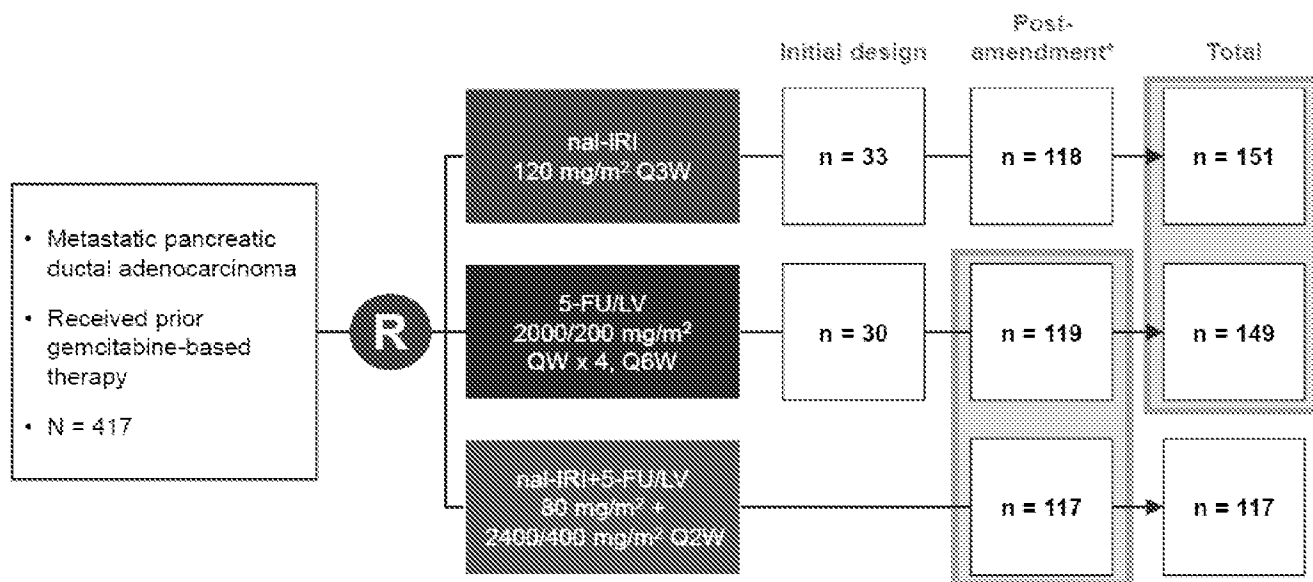 Post-
amendment*
Initial design
Total
nal-IRI
120 mg/m² Q3W
n = 33
n = 118
n = 151
• Metastatic pancreatic
ductal adenocarcinoma
• Received prior
gemcitabine-based
therapy
• N = 417
R
5-FU/LV
2000/200 mg/m²
QW x 4, Q6W
n = 30
n = 119
n = 149
nal-IRI+5-FU/LV
80 mg/m² +
2400/400 mg/m² Q2W
n = 117
n = 117